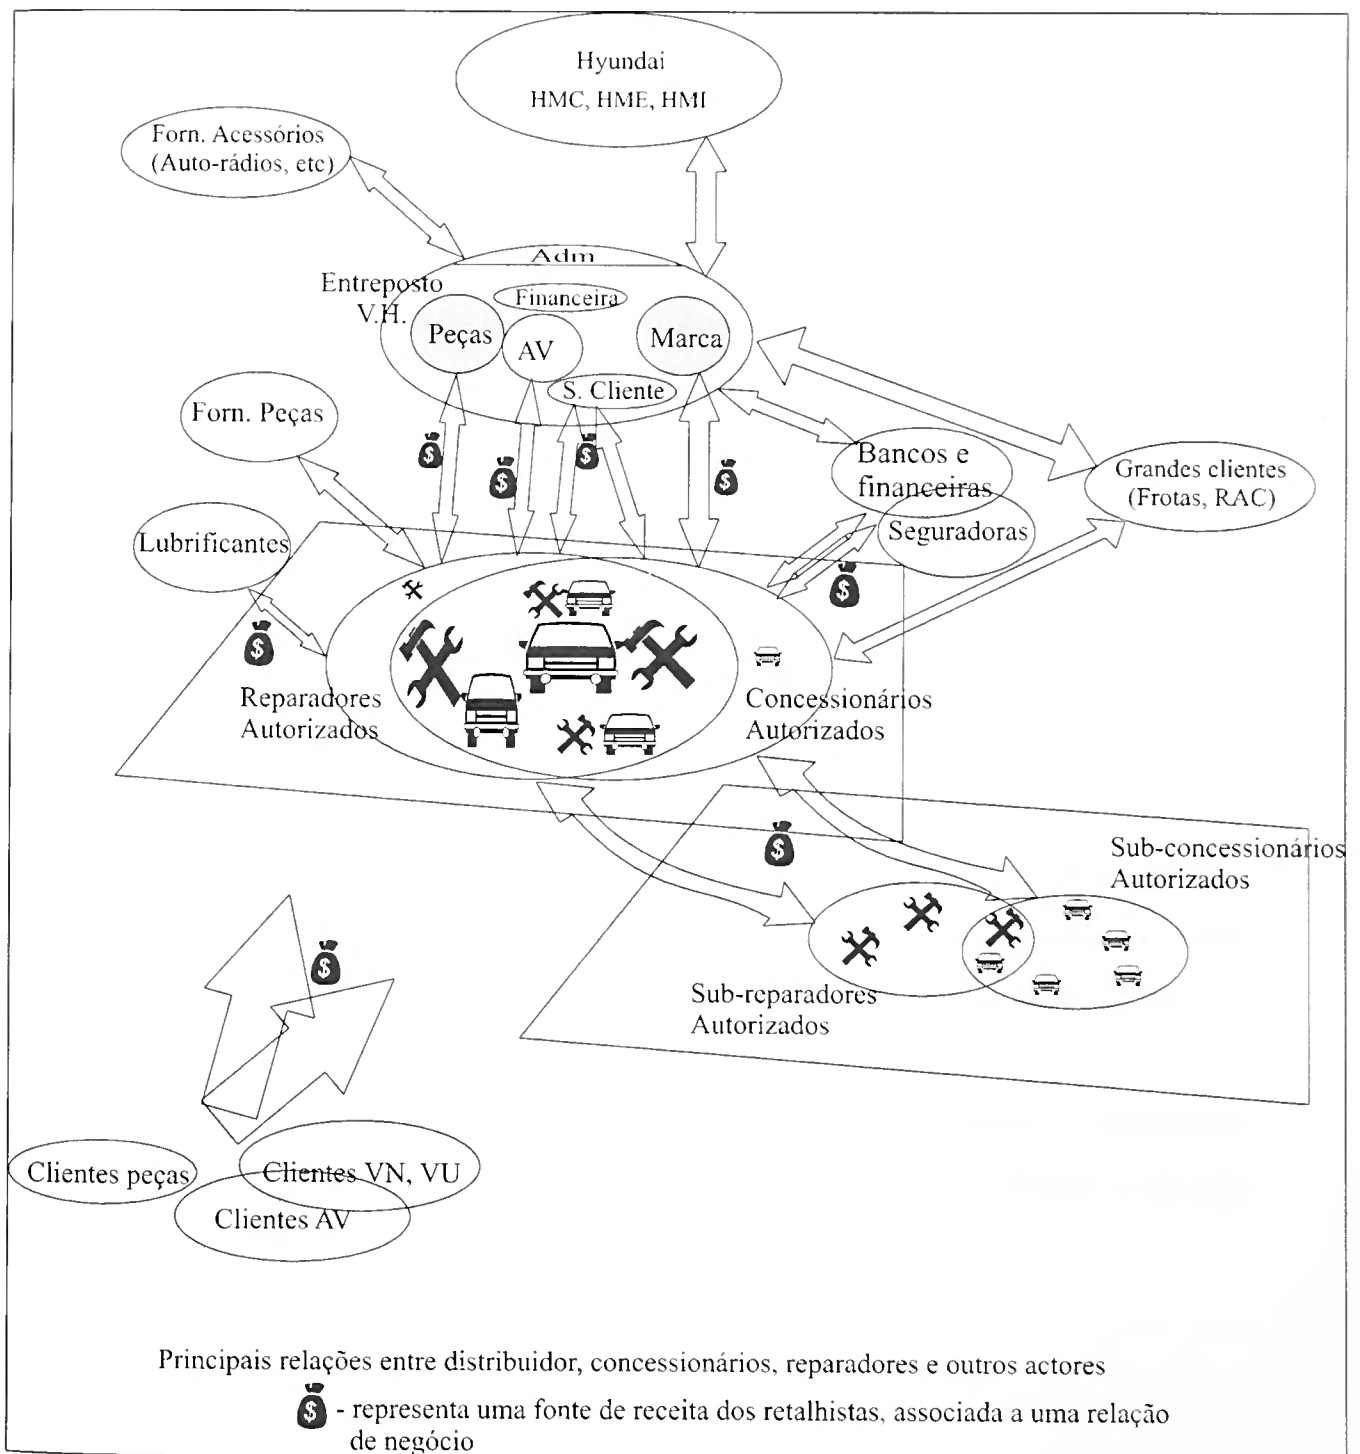 Hyundai
HMC, HME, HMI
Forn. Acessórios
(Auto-rádios, etc)
Adm
Entreposto
V.H.
Financeira
Peças
AV
Marca
S. Cliente
Forn. Peças
Bancos e
financeiras
Grandes clientes
(Frotas, RAC)
Lubrificantes
Seguradoras
$
$
$
$
$
$
Reparadores
Autorizados
Concessionários
Autorizados
$
Sub-concessionários
Autorizados
$
Sub-reparadores
Autorizados
Clientes peças
Clientes VN, VU
Clientes AV
Principais relações entre distribuidor, concessionários, reparadores e outros actores
$ - representa uma fonte de receita dos retalhistas, associada a uma relação
de negócio